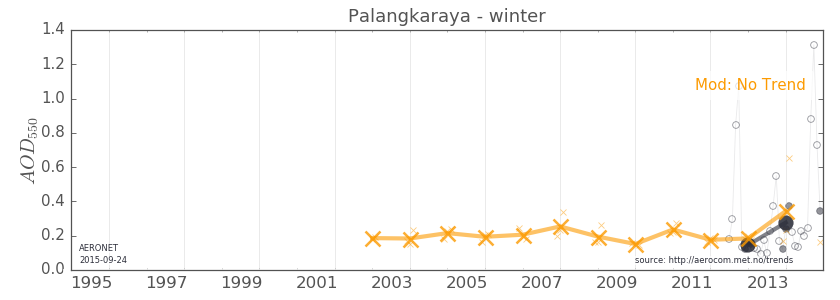 Palangkaraya - winter
1.4
1.2
1.0
0.8
0.6
0.4
0.2
0.0
AOD550
Mod: No Trend
AERONET
2015-09-24
source: http://aerocom.met.no/trends
1995 1997 1999 2001 2003 2005 2007 2009 2011 2013